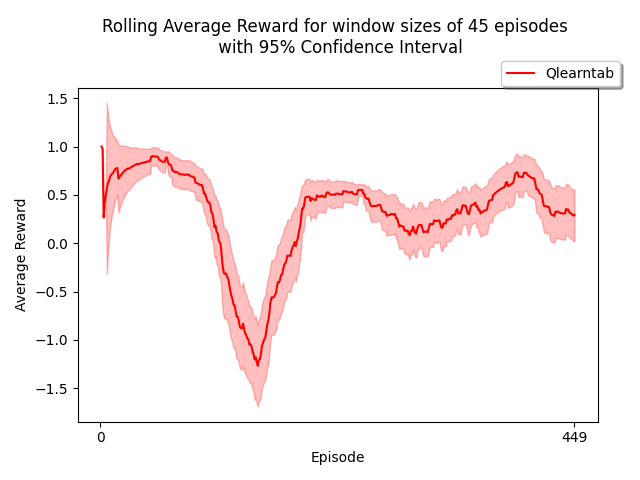 Rolling Average Reward for window sizes of 45 episodes
with 95% Confidence Interval
Qlearntab
1.5
1.0
0.5
0.0
−0.5
−1.0
−1.5
Average Reward
0
449
Episode